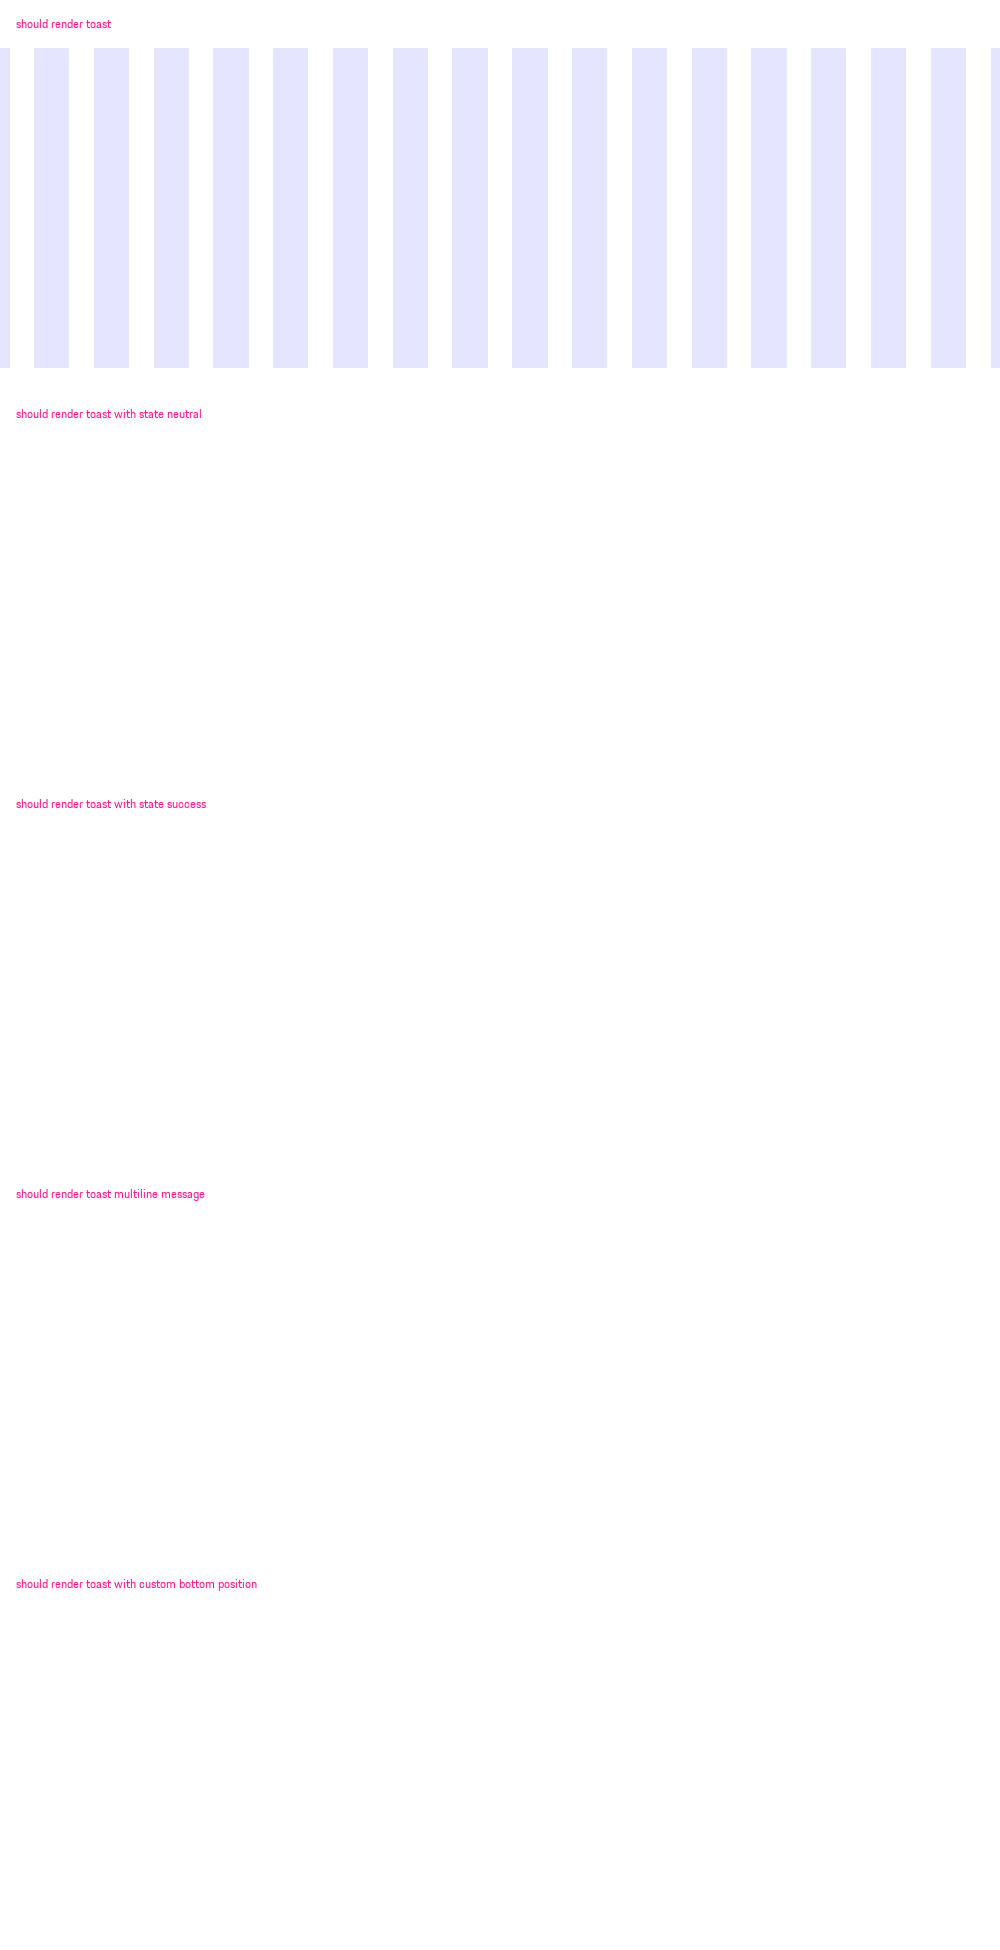 should render toast
should render toast with state neutral
should render toast with state success
should render toast multiline message
should render toast with custom bottom position